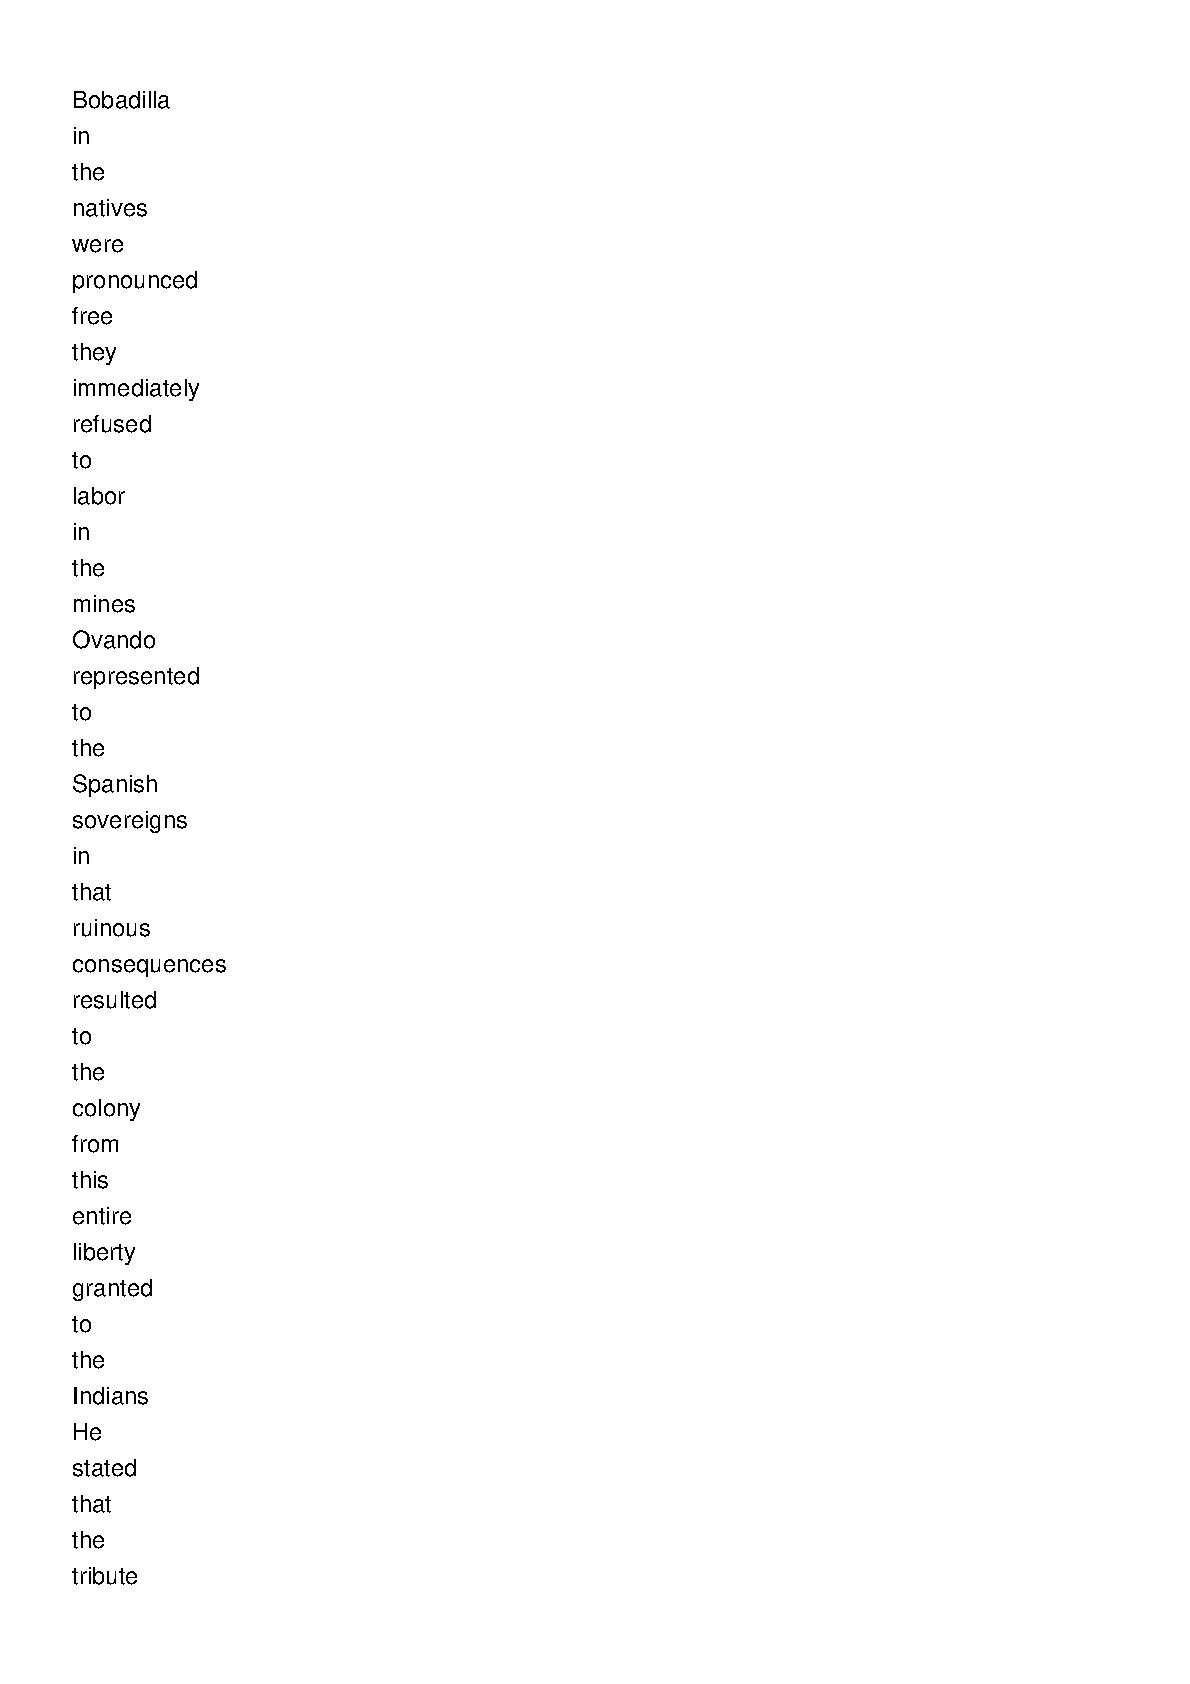 Bobadilla
in
the
natives
were
pronounced
free
they
immediately
refused
to
labor
in
the
mines
Ovando
represented
to
the
Spanish
sovereigns
in
that
ruinous
consequences
resulted
to
the
colony
from
this
entire
liberty
granted
to
the
Indians
He
stated
that
the
tribute